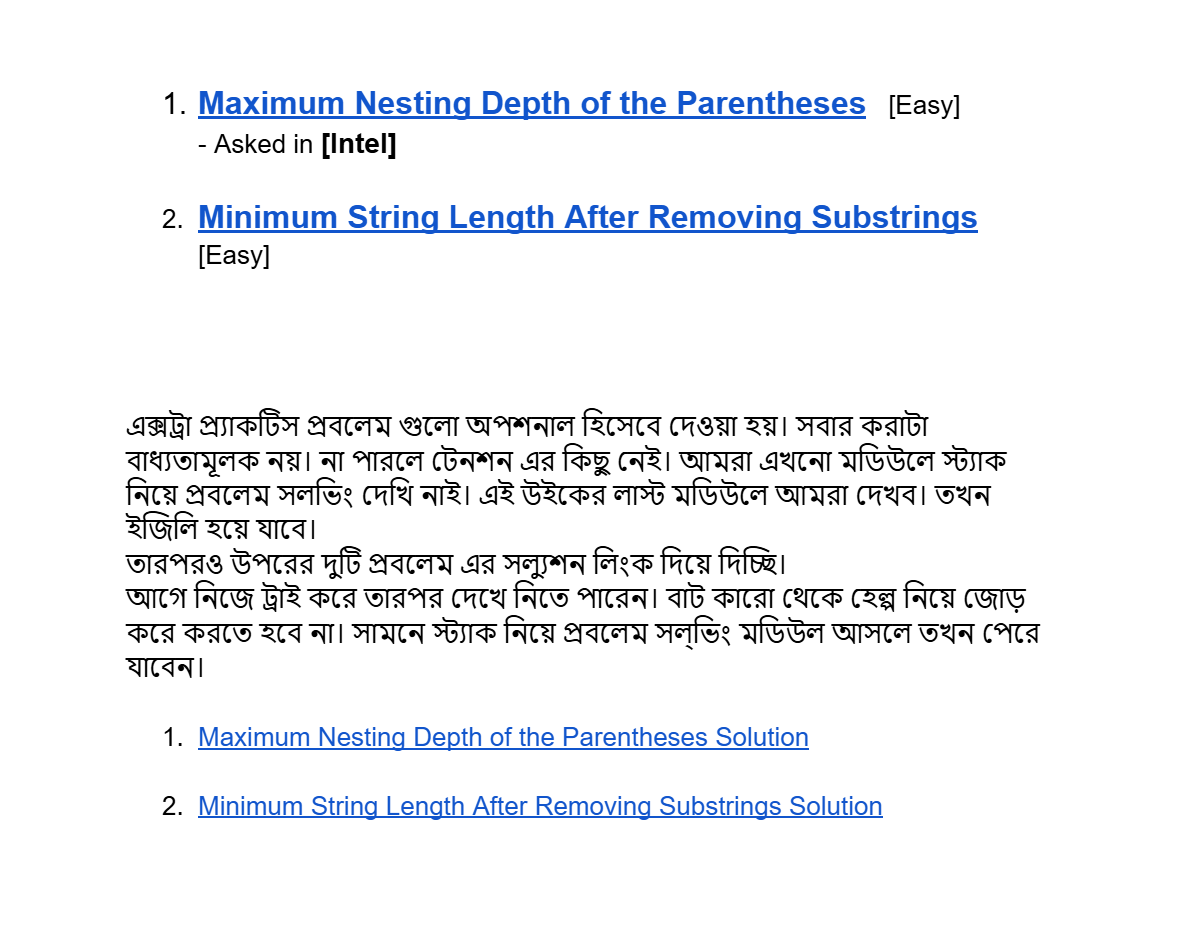 1. Maximum Nesting Depth of the Parentheses [Easy]
- Asked in [Intel]
2. Minimum String Length After Removing Substrings
[Easy]
এক্সট্রা প্র্যাকটিস প্রবলেম গুলো অপশনাল হিসেবে দেওয়া হয়। সবার করাটা
বাধ্যতামূলক নয়। না পারলে টেনশন এর কিছু নেই। আমরা এখনো মডিউলে স্ট্যাক
নিয়ে প্রবলেম সলভিং দেখি নাই। এই উইকের লাস্ট মডিউলে আমরা দেখব। তখন
ইজিলি হয়ে যাবে।
তারপরও উপরের দুটি প্রবলেম এর সল্যুশন লিংক দিয়ে দিচ্ছি।
আগে নিজে ট্রাই করে তারপর দেখে নিতে পারেন। বাট কারো থেকে হেল্প নিয়ে জোড়
করে করতে হবে না। সামনে স্ট্যাক নিয়ে প্রবলেম সল্‌ভিং মডিউল আসলে তখন পেরে
যাবেন।
1. Maximum Nesting Depth of the Parentheses Solution
2. Minimum String Length After Removing Substrings Solution